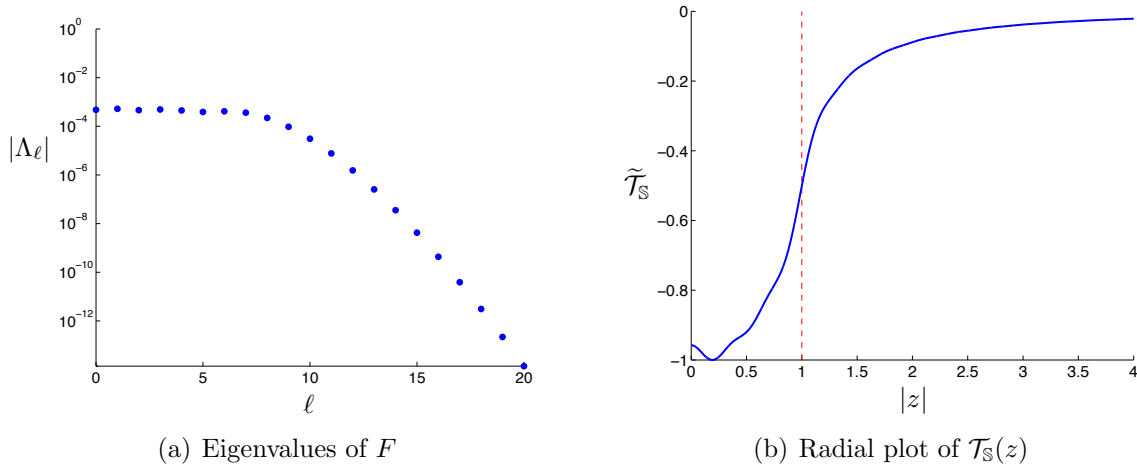 10⁰
10⁻²
10⁻⁴
10⁻⁶
10⁻⁸
10⁻¹⁰
10⁻¹²
|Λ_ℓ|
0 5 10 15 20
ℓ
(a) Eigenvalues of F
0
−0.2
−0.4
−0.6
−0.8
−1
𝒯̃_𝕊
0 0.5 1 1.5 2 2.5 3 3.5 4
|z|
(b) Radial plot of 𝒯_𝕊(z)